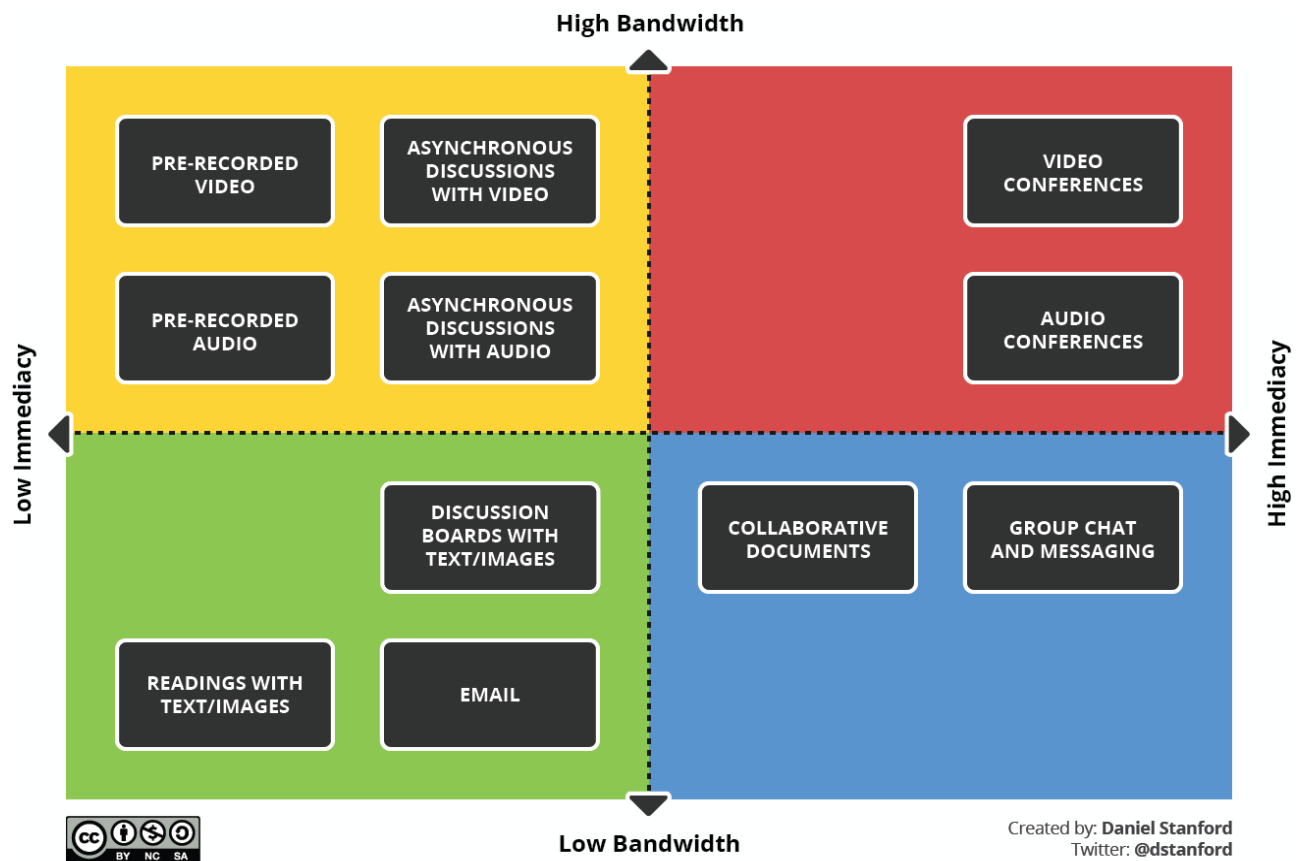 High Bandwidth
PRE-RECORDED
VIDEO
ASYNCHRONOUS
DISCUSSIONS
WITH VIDEO
VIDEO
CONFERENCES
PRE-RECORDED
AUDIO
ASYNCHRONOUS
DISCUSSIONS
WITH AUDIO
AUDIO
CONFERENCES
Low Immediacy
High Immediacy
DISCUSSION
BOARDS WITH
TEXT/IMAGES
COLLABORATIVE
DOCUMENTS
GROUP CHAT
AND MESSAGING
READINGS WITH
TEXT/IMAGES
EMAIL
Low Bandwidth
cc
BY NC SA
Created by: Daniel Stanford
Twitter: @dstanford